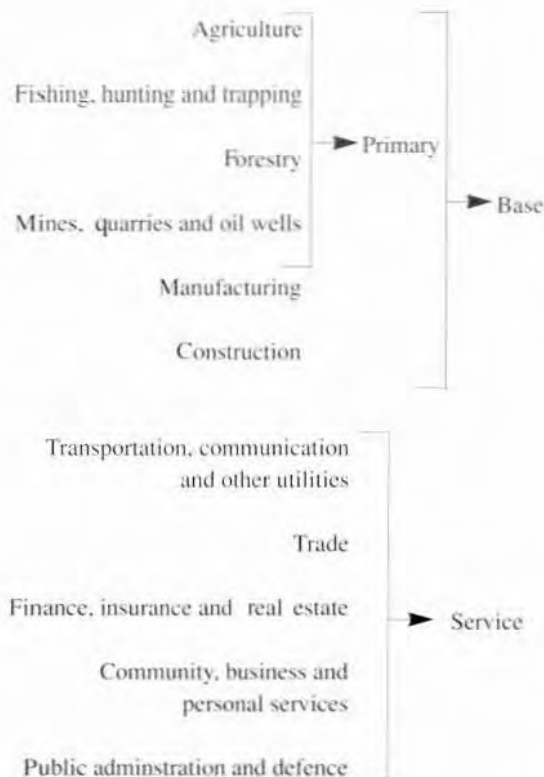 Agriculture
Fishing, hunting and trapping
Forestry
Primary
Mines, quarries and oil wells
Base
Manufacturing
Construction
Transportation, communication
and other utilities
Trade
Finance, insurance and real estate
Service
Community, business and
personal services
Public adminstration and defence